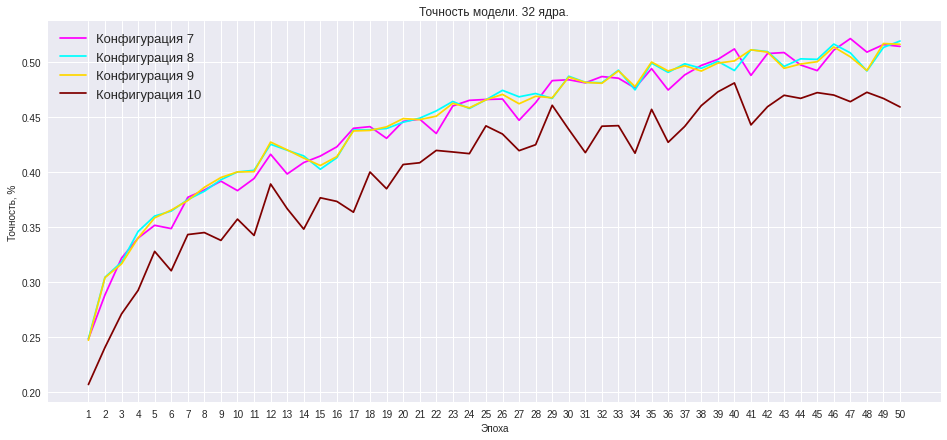 Точность модели. 32 ядра.
Конфигурация 7
Конфигурация 8
Конфигурация 9
Конфигурация 10
Точность, %
0.50
0.45
0.40
0.35
0.30
0.25
0.20
1 2 3 4 5 6 7 8 9 10 11 12 13 14 15 16 17 18 19 20 21 22 23 24 25 26 27 28 29 30 31 32 33 34 35 36 37 38 39 40 41 42 43 44 45 46 47 48 49 50
Эпоха